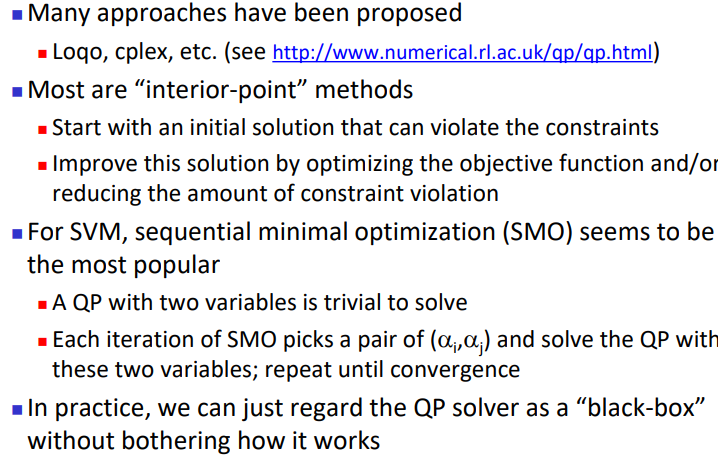 Many approaches have been proposed
Loqo, cplex, etc. (see http://www.numerical.rl.ac.uk/qp/qp.html)
Most are “interior-point” methods
Start with an initial solution that can violate the constraints
Improve this solution by optimizing the objective function and/or
reducing the amount of constraint violation
For SVM, sequential minimal optimization (SMO) seems to be
the most popular
A QP with two variables is trivial to solve
Each iteration of SMO picks a pair of (αi,αj) and solve the QP with
these two variables; repeat until convergence
In practice, we can just regard the QP solver as a “black-box”
without bothering how it works